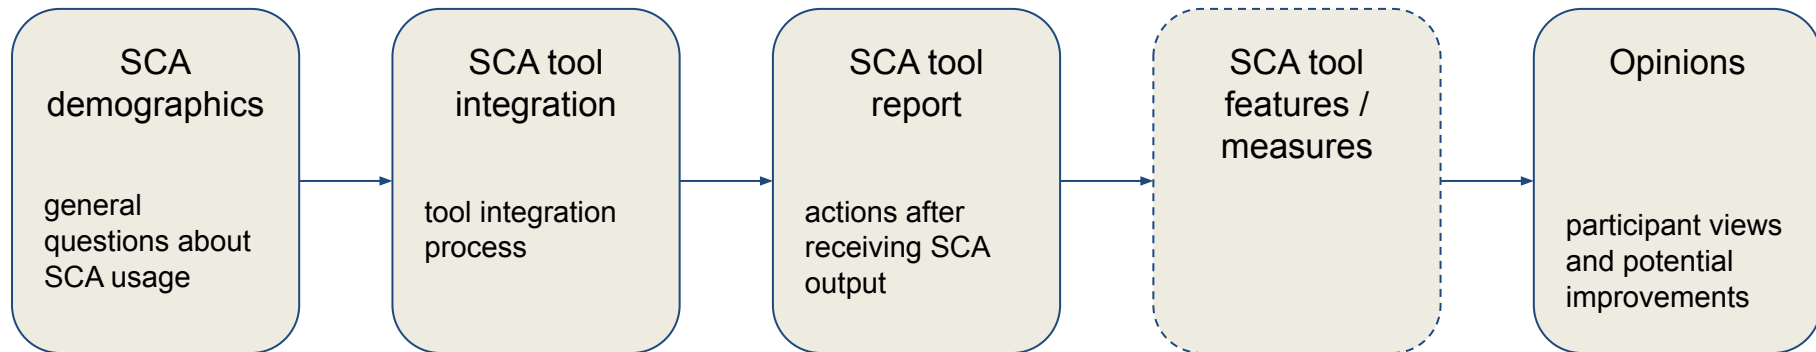 SCA
demographics
general
questions about
SCA usage
SCA tool
integration
tool integration
process
SCA tool
report
actions after
receiving SCA
output
SCA tool
features /
measures
Opinions
participant views
and potential
improvements